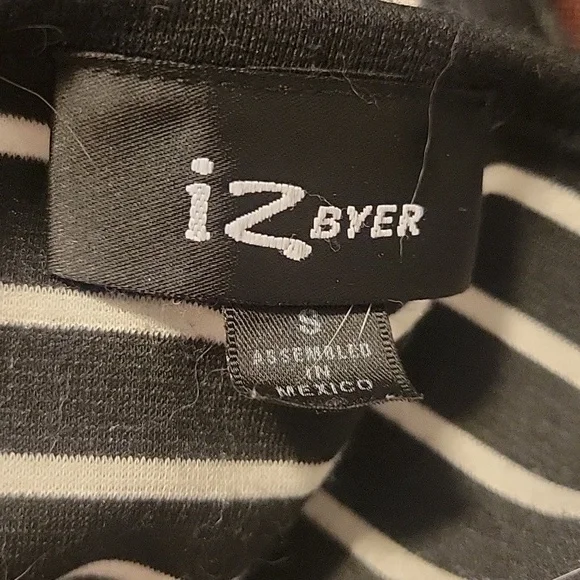 iz BYER
S
ASSEMBLED
IN
MEXICO